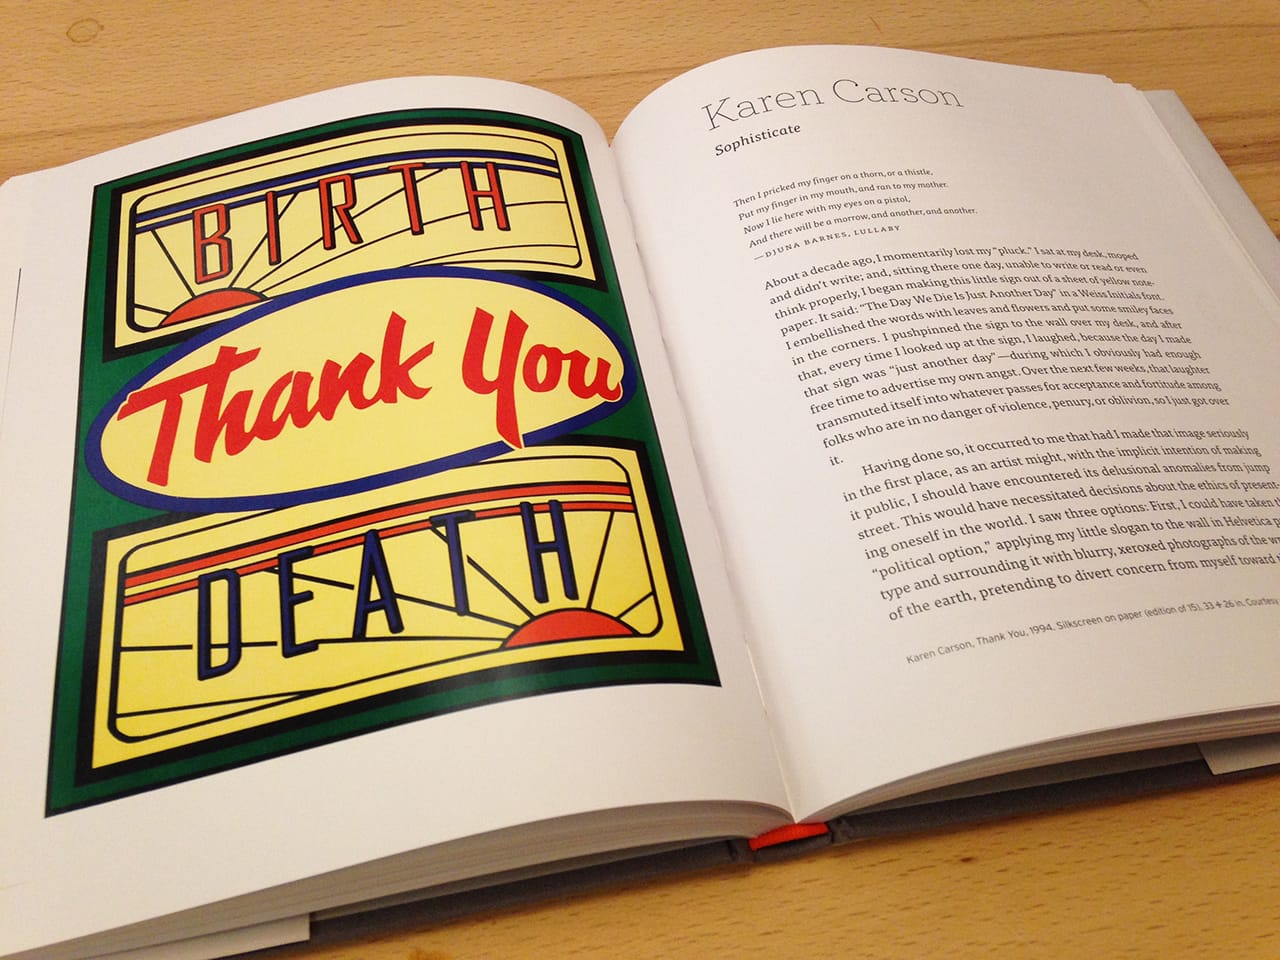 BIRTH
Thank You
DEATH
Karen Carson
Sophisticate
Then I pricked my finger on a thorn, or a thistle,
Put my finger in my mouth, and ran to my mother.
Now I lie here with my eyes on a pistol,
And there will be a morrow, and another, and another.
—DJUNA BARNES, LULLABY
About a decade ago, I momentarily lost my “pluck.” I sat at my desk, moped
and didn't write; and, sitting there one day, unable to write or read or even
think properly, I began making this little sign out of a sheet of yellow note-
paper. It said: “The Day We Die Is Just Another Day” in a Weiss Initials font.
I embellished the words with leaves and flowers and put some smiley faces
in the corners. I pushpinned the sign to the wall over my desk, and after
that, every time I looked up at the sign, I laughed, because the day I made
that sign was “just another day”—during which I obviously had enough
free time to advertise my own angst. Over the next few weeks, that laughter
transmuted itself into whatever passes for acceptance and fortitude among
folks who are in no danger of violence, penury, or oblivion, so I just got over
it.
Having done so, it occurred to me that had I made that image seriously
in the first place, as an artist might, with the implicit intention of making
it public, I should have encountered its delusional anomalies from jump
street. This would have necessitated decisions about the ethics of present-
ing oneself in the world. I saw three options: First, I could have taken
“political option,” applying my little slogan to the wall in Helvetica
type and surrounding it with blurry, xeroxed photographs of the
of the earth, pretending to divert concern from myself toward
Karen Carson, Thank You, 1994. Silkscreen on paper (edition of 15), 33 + 26 in. Courtesy